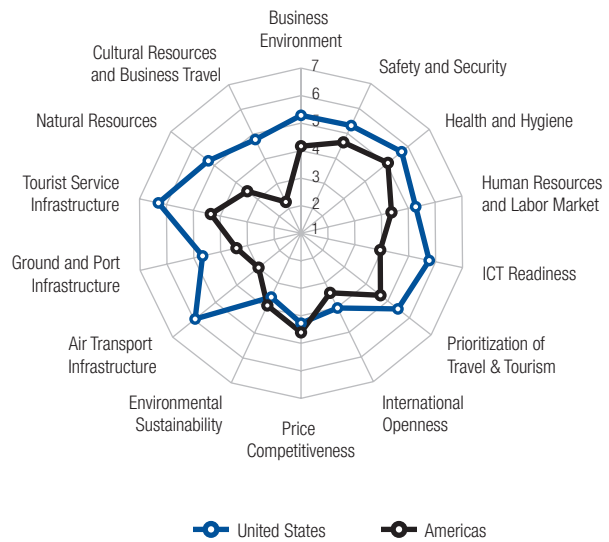 Business
Environment
Safety and Security
Health and Hygiene
Human Resources
and Labor Market
ICT Readiness
Prioritization of
Travel & Tourism
International
Openness
Price
Competitiveness
Environmental
Sustainability
Air Transport
Infrastructure
Ground and Port
Infrastructure
Tourist Service
Infrastructure
Natural Resources
Cultural Resources
and Business Travel
7
6
5
4
3
2
1
United States
Americas